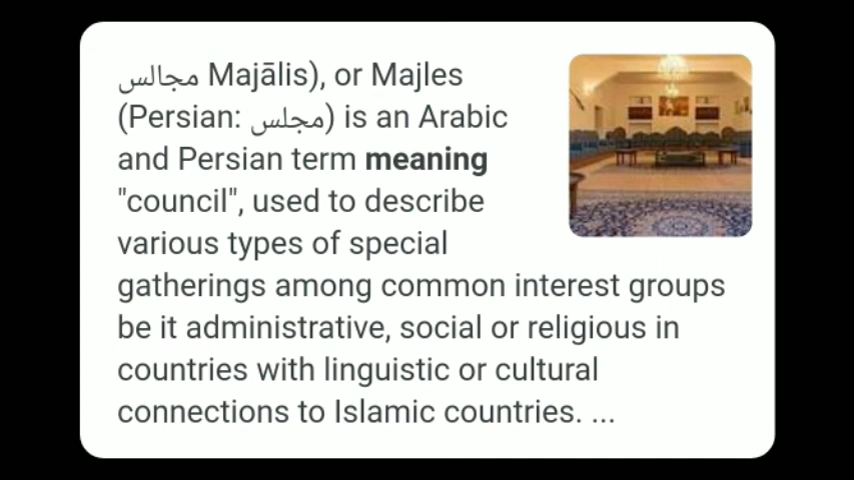 مجالس Majālis), or Majles
(Persian: مجلس) is an Arabic
and Persian term meaning
"council", used to describe
various types of special
gatherings among common interest groups
be it administrative, social or religious in
countries with linguistic or cultural
connections to Islamic countries. ...